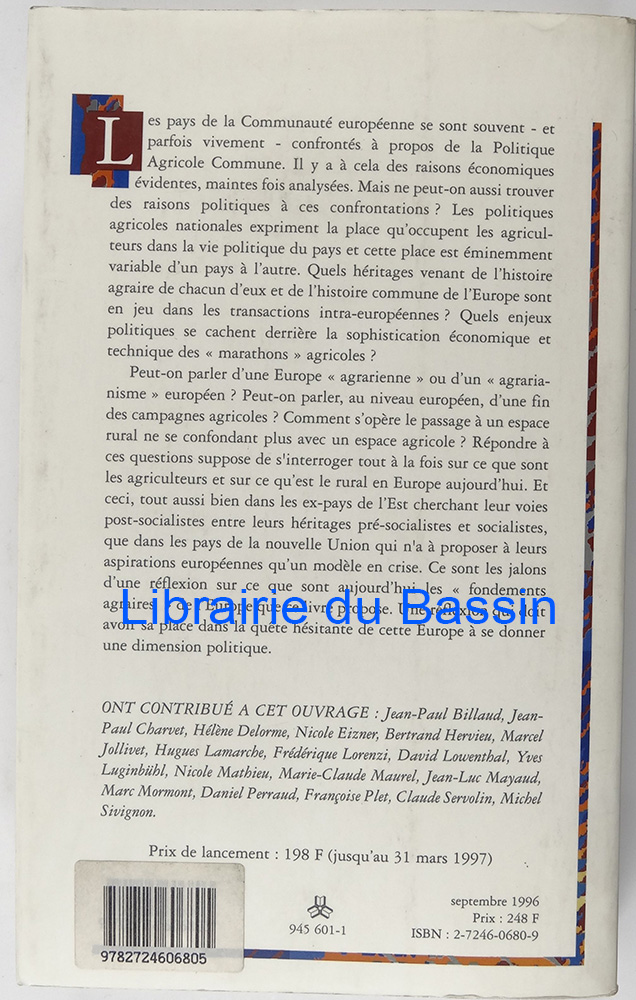 Les pays de la Communauté européenne se sont souvent - et
parfois vivement - confrontés à propos de la Politique
Agricole Commune. Il y a à cela des raisons économiques
évidentes, maintes fois analysées. Mais ne peut-on aussi trouver
des raisons politiques à ces confrontations ? Les politiques
agricoles nationales expriment la place qu'occupent les agricul-
teurs dans la vie politique du pays et cette place est éminemment
variable d'un pays à l'autre. Quels héritages venant de l'histoire
agraire de chacun d'eux et de l'histoire commune de l'Europe sont
en jeu dans les transactions intra-européennes ? Quels enjeux
politiques se cachent derrière la sophistication économique et
technique des « marathons » agricoles ?
Peut-on parler d'une Europe « agrarienne » ou d'un « agraria-
nisme » européen ? Peut-on parler, au niveau européen, d'une fin
des campagnes agricoles ? Comment s'opère le passage à un espace
rural ne se confondant plus avec un espace agricole ? Répondre à
ces questions suppose de s'interroger tout à la fois sur ce que sont
les agriculteurs et sur ce qu'est le rural en Europe aujourd'hui. Et
ceci, tout aussi bien dans les ex-pays de l'Est cherchant leur voies
post-socialistes entre leurs héritages pré-socialistes et socialistes,
que dans les pays de la nouvelle Union qui n'a à proposer à leurs
aspirations européennes qu'un modèle en crise. Ce sont les jalons
d'une réflexion sur ce que sont aujourd'hui les « fondements
agraires » de l'Europe que ce livre propose. Une réflexion qui doit
Librairie du Bassin
avoir sa place dans la quête hésitante de cette Europe à se donner
une dimension politique.
ONT CONTRIBUÉ A CET OUVRAGE : Jean-Paul Billaud, Jean-
Paul Charvet, Hélène Delorme, Nicole Eizner, Bertrand Hervieu, Marcel
Jollivet, Hugues Lamarche, Frédérique Lorenzi, David Lowenthal, Yves
Luginbühl, Nicole Mathieu, Marie-Claude Maurel, Jean-Luc Mayaud,
Marc Mormont, Daniel Perraud, Françoise Plet, Claude Servolin, Michel
Sivignon.
Prix de lancement : 198 F (jusqu'au 31 mars 1997)
9782724606805
945 601-1
septembre 1996
Prix : 248 F
ISBN : 2-7246-0680-9